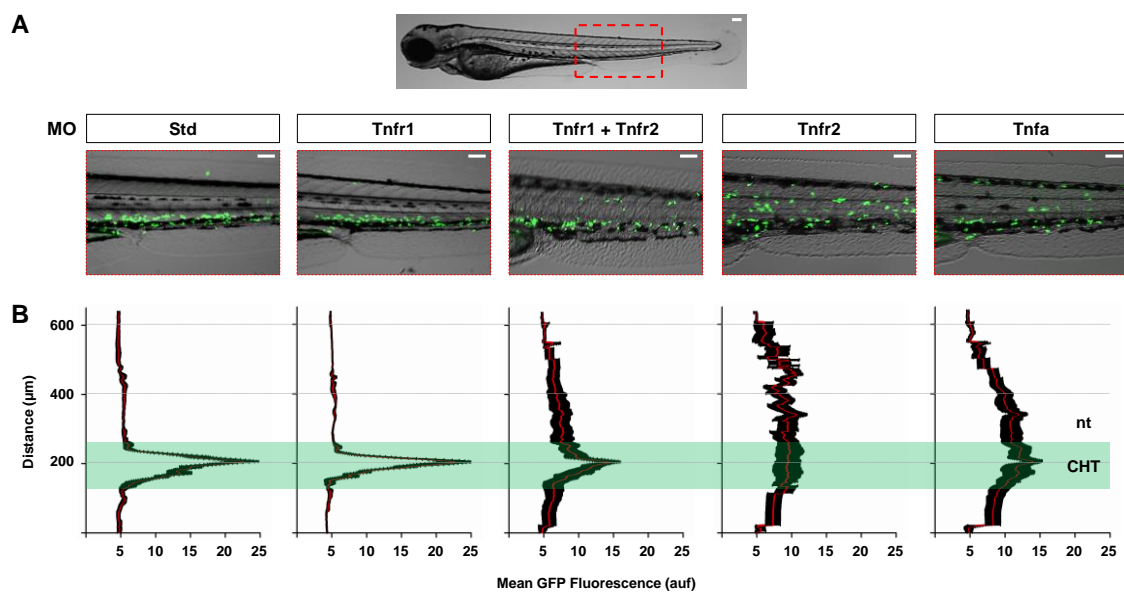 A
MO Std Tnfr1 Tnfr1 + Tnfr2 Tnfr2 Tnfa
B
600
400
200
Distance (µm)
nt
CHT
5 10 15 20 25 5 10 15 20 25 5 10 15 20 25 5 10 15 20 25 5 10 15 20 25
Mean GFP Fluorescence (auf)